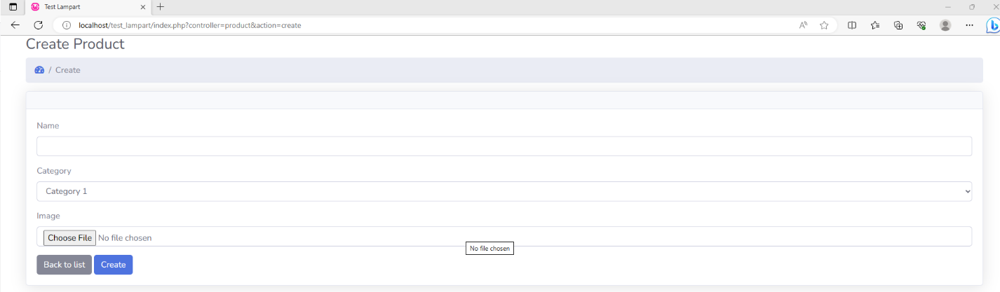 Test Lampart
localhost/test_lampart/index.php?controller=product&action=create
Create Product
/ Create
Name
Category
Category 1
Image
Choose File No file chosen
No file chosen
Back to list Create